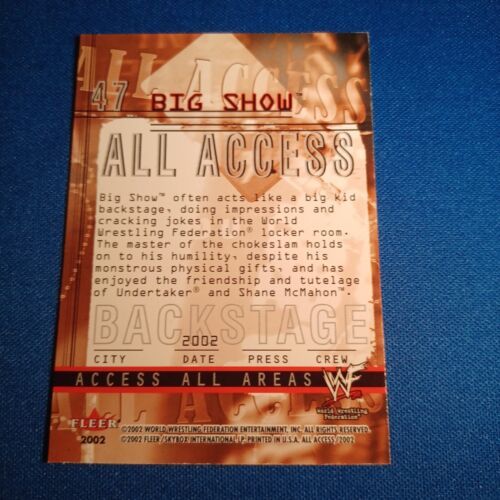 ALL ACCESS
47 BIG SHOW™
ALL ACCESS
Big Show™ often acts like a big kid
backstage, doing impressions and
cracking jokes in the World
Wrestling Federation® locker room.
The master of the chokeslam holds
on to his humility, despite his
monstrous physical gifts, and has
enjoyed the friendship and tutelage
of Undertaker® and Shane McMahon™.
BACKSTAGE
2002
CITY DATE PRESS CREW
ACCESS ALL AREAS
WF
World Wrestling
Federation®
FLEER
2002
©2002 WORLD WRESTLING FEDERATION ENTERTAINMENT, INC. ALL RIGHTS RESERVED.
©2002 FLEER/SKYBOX INTERNATIONAL LP. PRINTED IN U.S.A. ALL ACCESS/2002